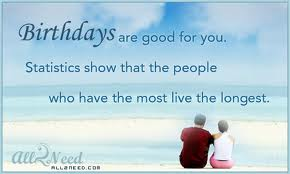 Birthdays are good for you.
Statistics show that the people
who have the most live the longest.
All2Need
ALL2NEED.COM